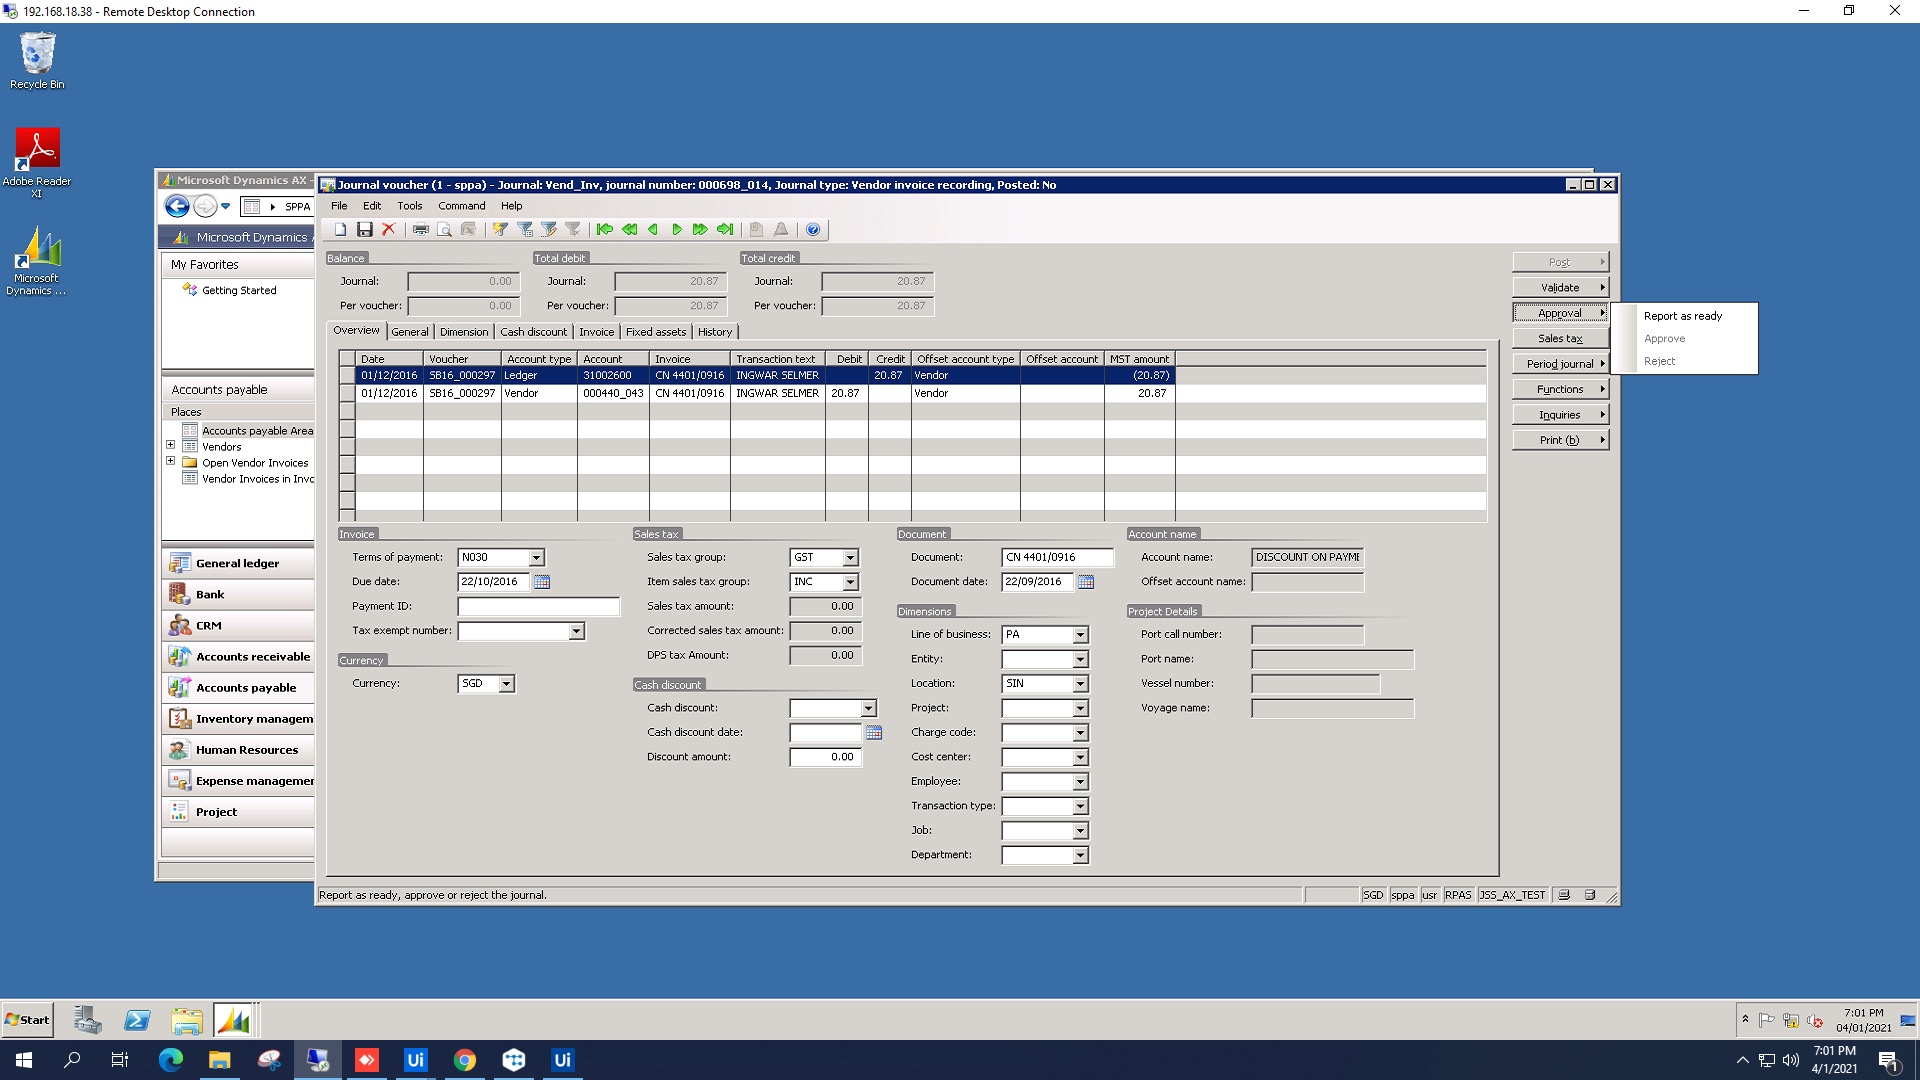 192.168.18.38 - Remote Desktop Connection
Recycle Bin
Adobe Reader
XI
Microsoft
Dynamics ...
Microsoft Dynamics AX -
SPPA
Microsoft Dynamics
My Favorites
Getting Started
Accounts payable
Places
Accounts payable Area
Vendors
Open Vendor Invoices
Vendor Invoices in Invo
General ledger
Bank
CRM
Accounts receivable
Accounts payable
Inventory managem
Human Resources
Expense managemer
Project
Journal voucher (1 - sppa) - Journal: Vend_Inv, journal number: 000698_014, Journal type: Vendor invoice recording, Posted: No
File Edit Tools Command Help
Balance Total debit Total credit
Journal: 0.00 Journal: 20.87 Journal: 20.87
Per voucher: 0.00 Per voucher: 20.87 Per voucher: 20.87
Overview General Dimension Cash discount Invoice Fixed assets History
Date Voucher Account type Account Invoice Transaction text Debit Credit Offset account type Offset account MST amount
01/12/2016 SB16_000297 Ledger 31002600 CN 4401/0916 INGWAR SELMER 20.87 Vendor (20.87)
01/12/2016 SB16_000297 Vendor 000440_043 CN 4401/0916 INGWAR SELMER 20.87 Vendor 20.87
Invoice
Terms of payment: N030
Due date: 22/10/2016
Payment ID:
Tax exempt number:
Currency
Currency: SGD
Sales tax
Sales tax group: GST
Item sales tax group: INC
Sales tax amount: 0.00
Corrected sales tax amount: 0.00
DPS tax Amount: 0.00
Cash discount
Cash discount:
Cash discount date:
Discount amount: 0.00
Document
Document: CN 4401/0916
Document date: 22/09/2016
Dimensions
Line of business: PA
Entity:
Location: SIN
Project:
Charge code:
Cost center:
Employee:
Transaction type:
Job:
Department:
Account name
Account name: DISCOUNT ON PAYME
Offset account name:
Project Details
Port call number:
Port name:
Vessel number:
Voyage name:
Post
Validate
Approval
Sales tax
Period journal
Functions
Inquiries
Print (b)
Report as ready
Approve
Reject
Report as ready, approve or reject the journal.
SGD sppa usr RPAS JSS_AX_TEST
Start
7:01 PM
04/01/2021
Ui
Ui
7:01 PM
4/1/2021
1